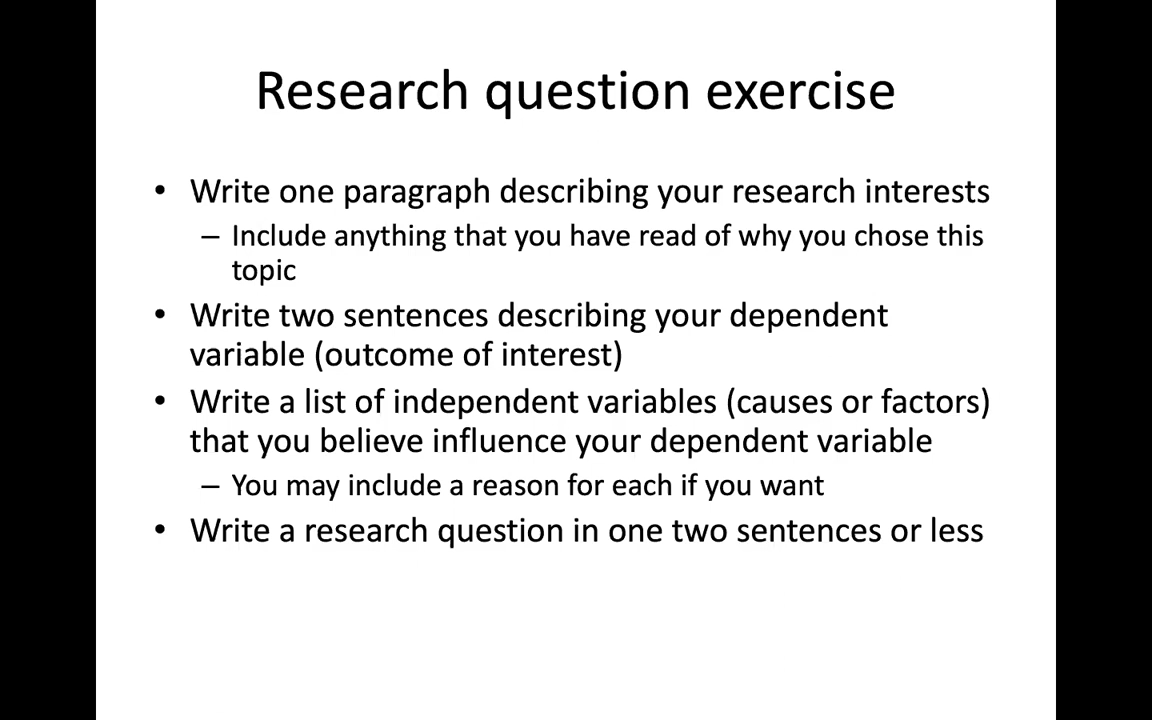 Research question exercise
• Write one paragraph describing your research interests
– Include anything that you have read of why you chose this
topic
• Write two sentences describing your dependent
variable (outcome of interest)
• Write a list of independent variables (causes or factors)
that you believe influence your dependent variable
– You may include a reason for each if you want
• Write a research question in one two sentences or less